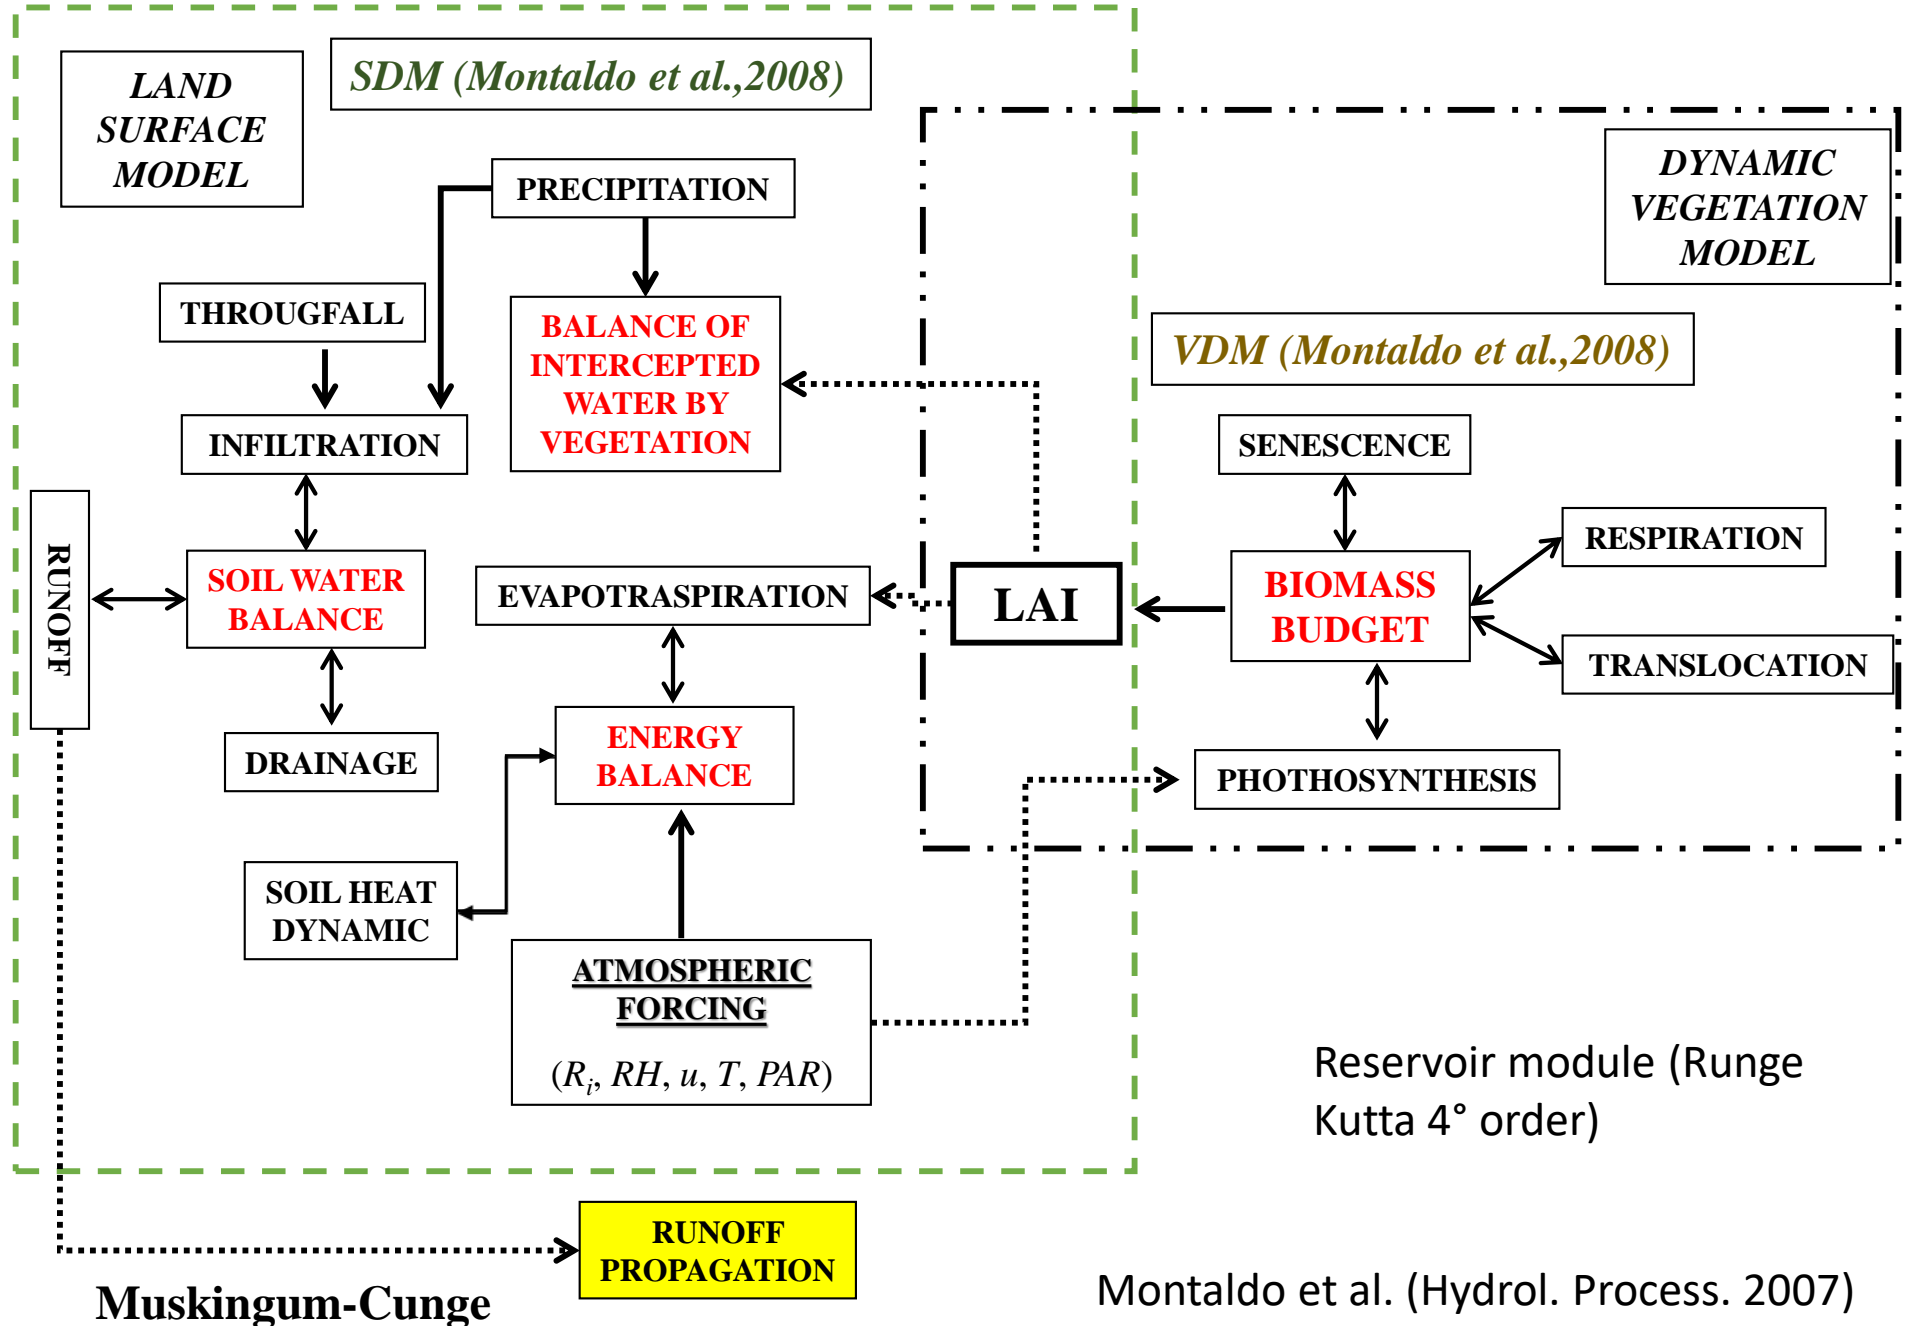 LAND
SURFACE
MODEL
SDM (Montaldo et al.,2008)
PRECIPITATION
DYNAMIC
VEGETATION
MODEL
THROUGFALL
BALANCE OF
INTERCEPTED
WATER BY
VEGETATION
VDM (Montaldo et al.,2008)
INFILTRATION
SENESCENCE
RUNOFF
SOIL WATER
BALANCE
EVAPOTRASPIRATION
LAI
BIOMASS
BUDGET
RESPIRATION
TRANSLOCATION
DRAINAGE
ENERGY
BALANCE
PHOTHOSYNTHESIS
SOIL HEAT
DYNAMIC
ATMOSPHERIC
FORCING
(Ri, RH, u, T, PAR)
Reservoir module (Runge
Kutta 4° order)
RUNOFF
PROPAGATION
Muskingum-Cunge
Montaldo et al. (Hydrol. Process. 2007)